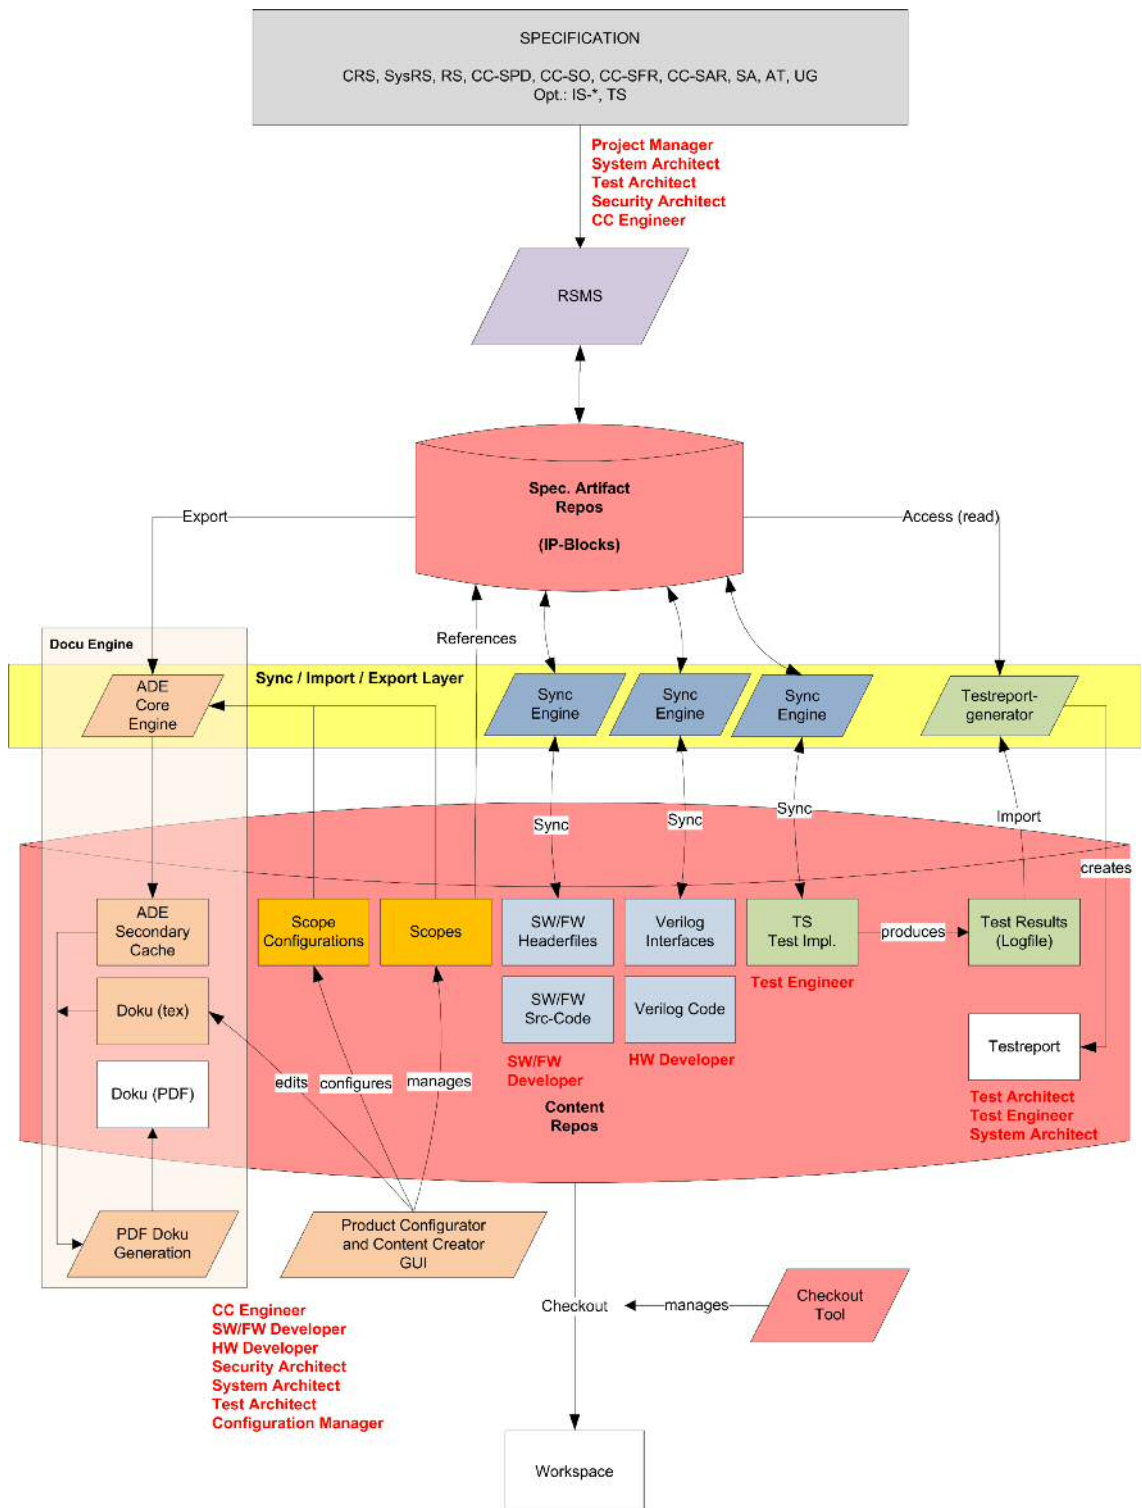 SPECIFICATION
CRS, SysRS, RS, CC-SPD, CC-SO, CC-SFR, CC-SAR, SA, AT, UG
Opt.: IS-*, TS
Project Manager
System Architect
Test Architect
Security Architect
CC Engineer
RSMS
Spec. Artifact
Repos
(IP-Blocks)
Export
Access (read)
References
Docu Engine
Sync / Import / Export Layer
ADE
Core
Engine
Sync
Engine
Sync
Engine
Sync
Engine
Testreport-
generator
Sync
Sync
Sync
Import
creates
ADE
Secondary
Cache
Scope
Configurations
Scopes
SW/FW
Headerfiles
Verilog
Interfaces
TS
Test Impl.
produces
Test Results
(Logfile)
Test Engineer
Doku (tex)
SW/FW
Src-Code
Verilog Code
Testreport
SW/FW
Developer
HW Developer
edits
configures
manages
Doku (PDF)
Content
Repos
Test Architect
Test Engineer
System Architect
PDF Doku
Generation
Product Configurator
and Content Creator
GUI
Checkout
manages
Checkout
Tool
CC Engineer
SW/FW Developer
HW Developer
Security Architect
System Architect
Test Architect
Configuration Manager
Workspace